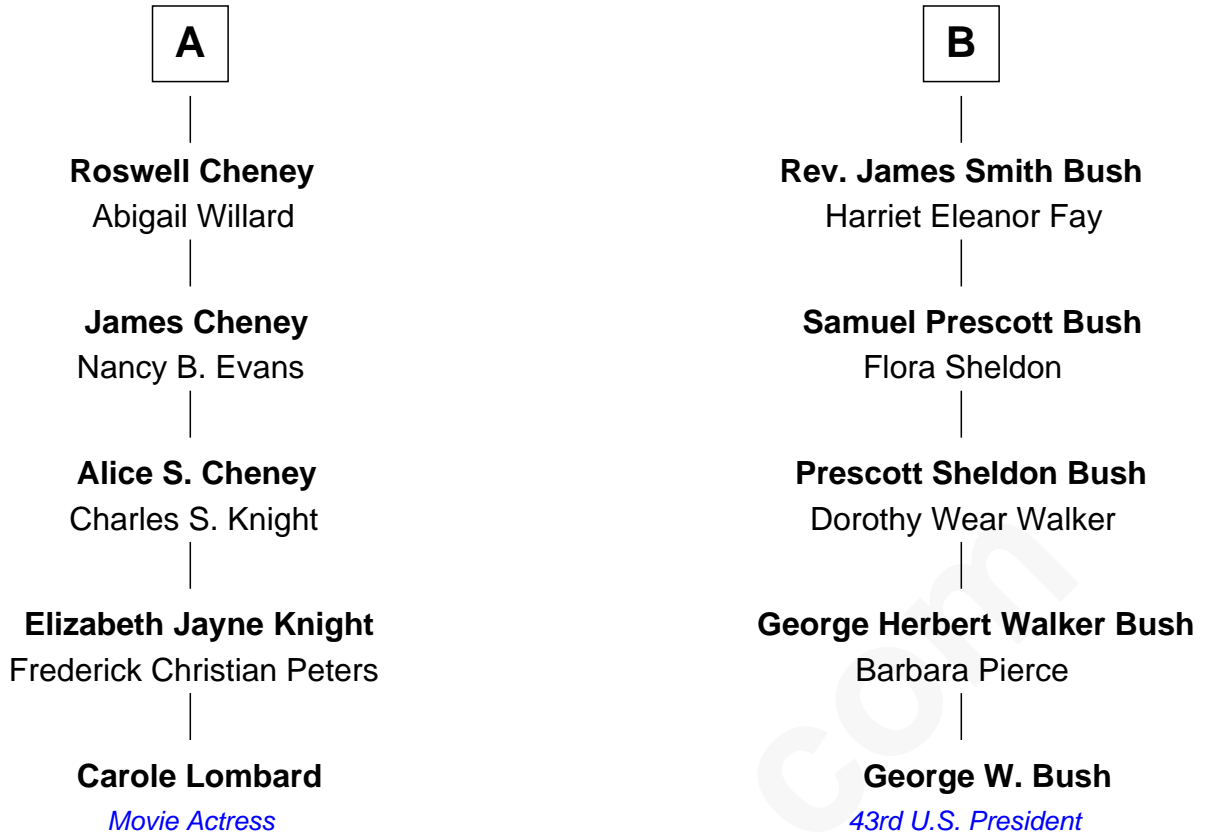 A
Roswell Cheney
Abigail Willard
James Cheney
Nancy B. Evans
Alice S. Cheney
Charles S. Knight
Elizabeth Jayne Knight
Frederick Christian Peters
Carole Lombard
Movie Actress
B
Rev. James Smith Bush
Harriet Eleanor Fay
Samuel Prescott Bush
Flora Sheldon
Prescott Sheldon Bush
Dorothy Wear Walker
George Herbert Walker Bush
Barbara Pierce
George W. Bush
43rd U.S. President
com